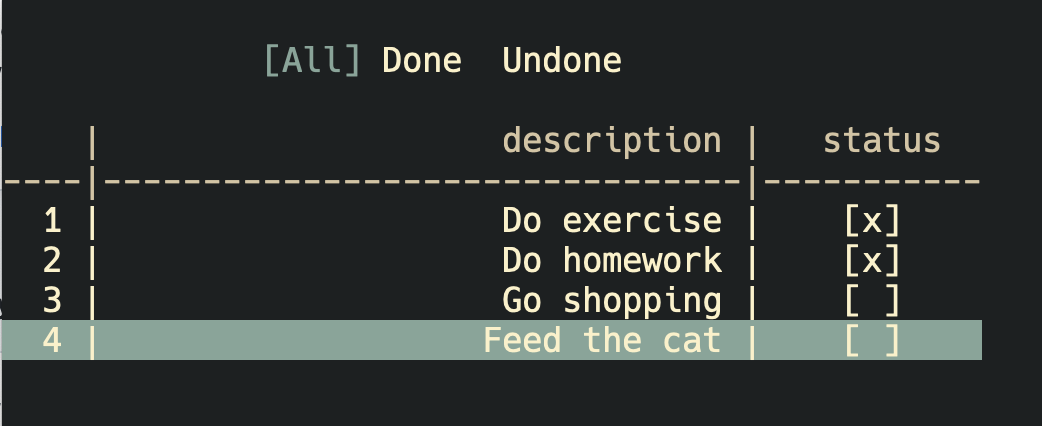 [All] Done  Undone
    |                     description |   status
----|--------------------------------|-----------
  1 |                     Do exercise |    [x]
  2 |                     Do homework |    [x]
  3 |                     Go shopping |    [ ]
  4 |                    Feed the cat |    [ ]